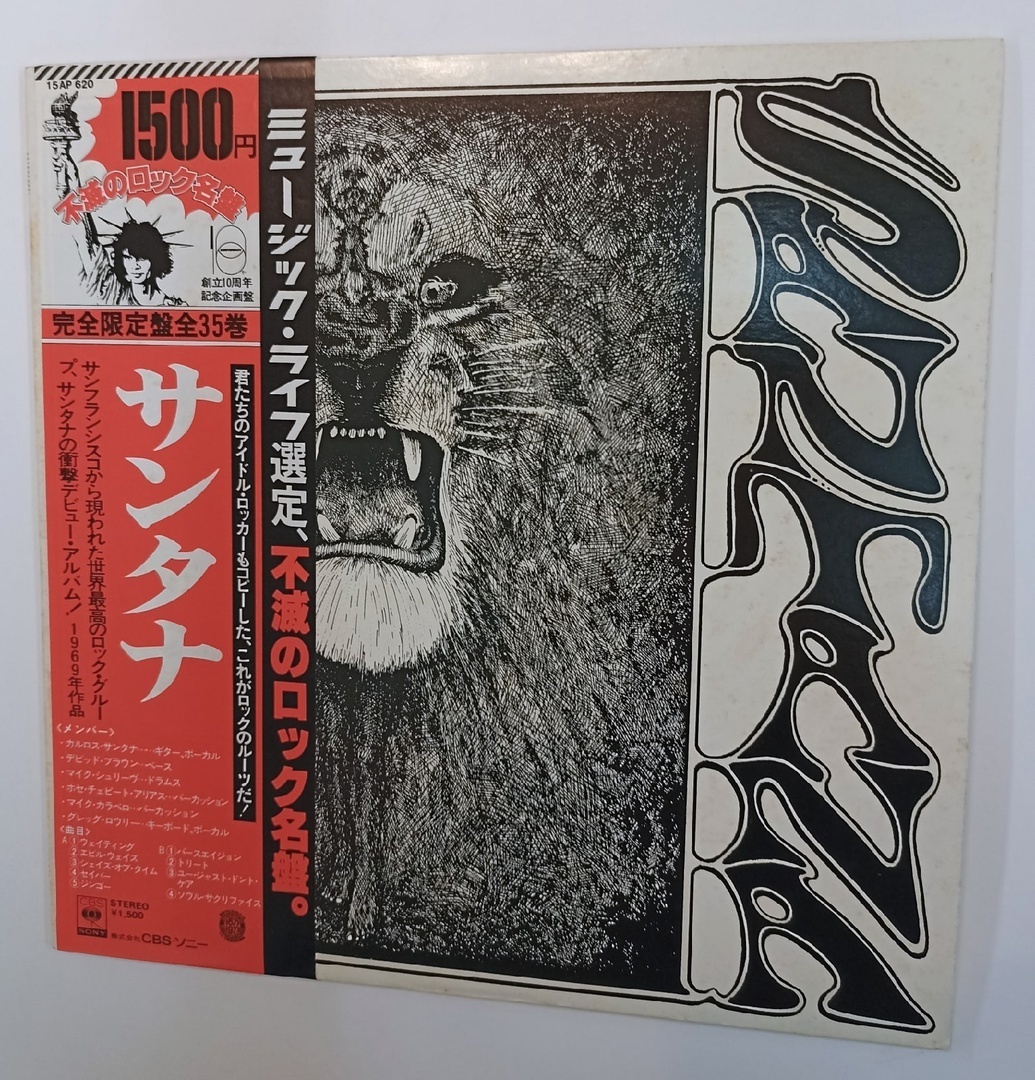 15AP 620
1500円
不滅のロック名盤
10
創立10周年
記念企画盤
完全限定盤全35巻
君たちのアイドル・ロッカーもコピーした、これがロックのルーツだ!
サンタナ
サンフランシスコから現われた世界最高のロック・グルー
プ、サンタナの衝撃デビュー・アルバム! 1969年作品
〈メンバー〉
・カルロス・サンタナ……ギター、ボーカル
・デビッド・ブラウン…ベース
・マイク・シュリーヴ…ドラムス
・ホセ・チェピート・アリアス…パーカッション
・マイク・カラベロ…パーカッション
・グレッグ・ロウリー…キーボード、ボーカル
〈曲目〉
A ①ウェイティング
②エビル・ウェイズ
③シェイズ・オブ・タイム
④セイバー
⑤ジンゴー
B ①パースエイジョン
②トリート
③ユー・ジャスト・ドント・
ケア
④ソウル・サクリファイス
CBS
SONY
STEREO
¥1,500
株式会社 CBS ソニー
ミュージック・ライフ選定、不滅のロック名盤。
SANTANA